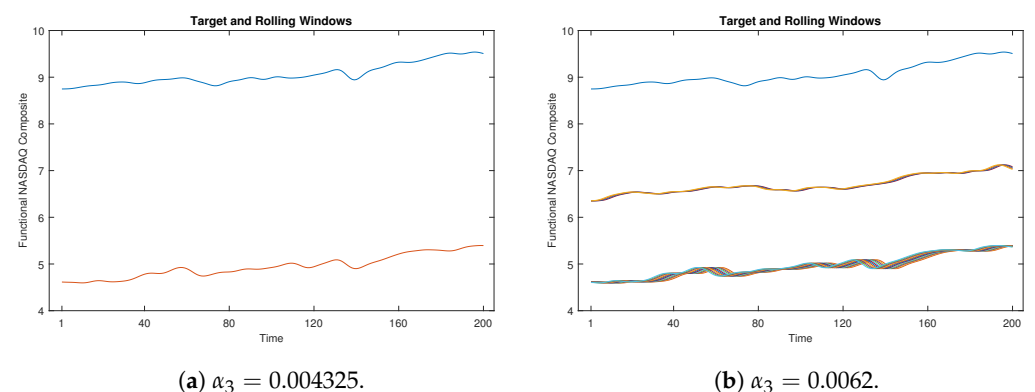 Target and Rolling Windows
Functional NASDAQ Composite
10
9
8
7
6
5
4
1 40 80 120 160 200
Time
(a) α₃ = 0.004325.
Target and Rolling Windows
Functional NASDAQ Composite
10
9
8
7
6
5
4
1 40 80 120 160 200
Time
(b) α₃ = 0.0062.